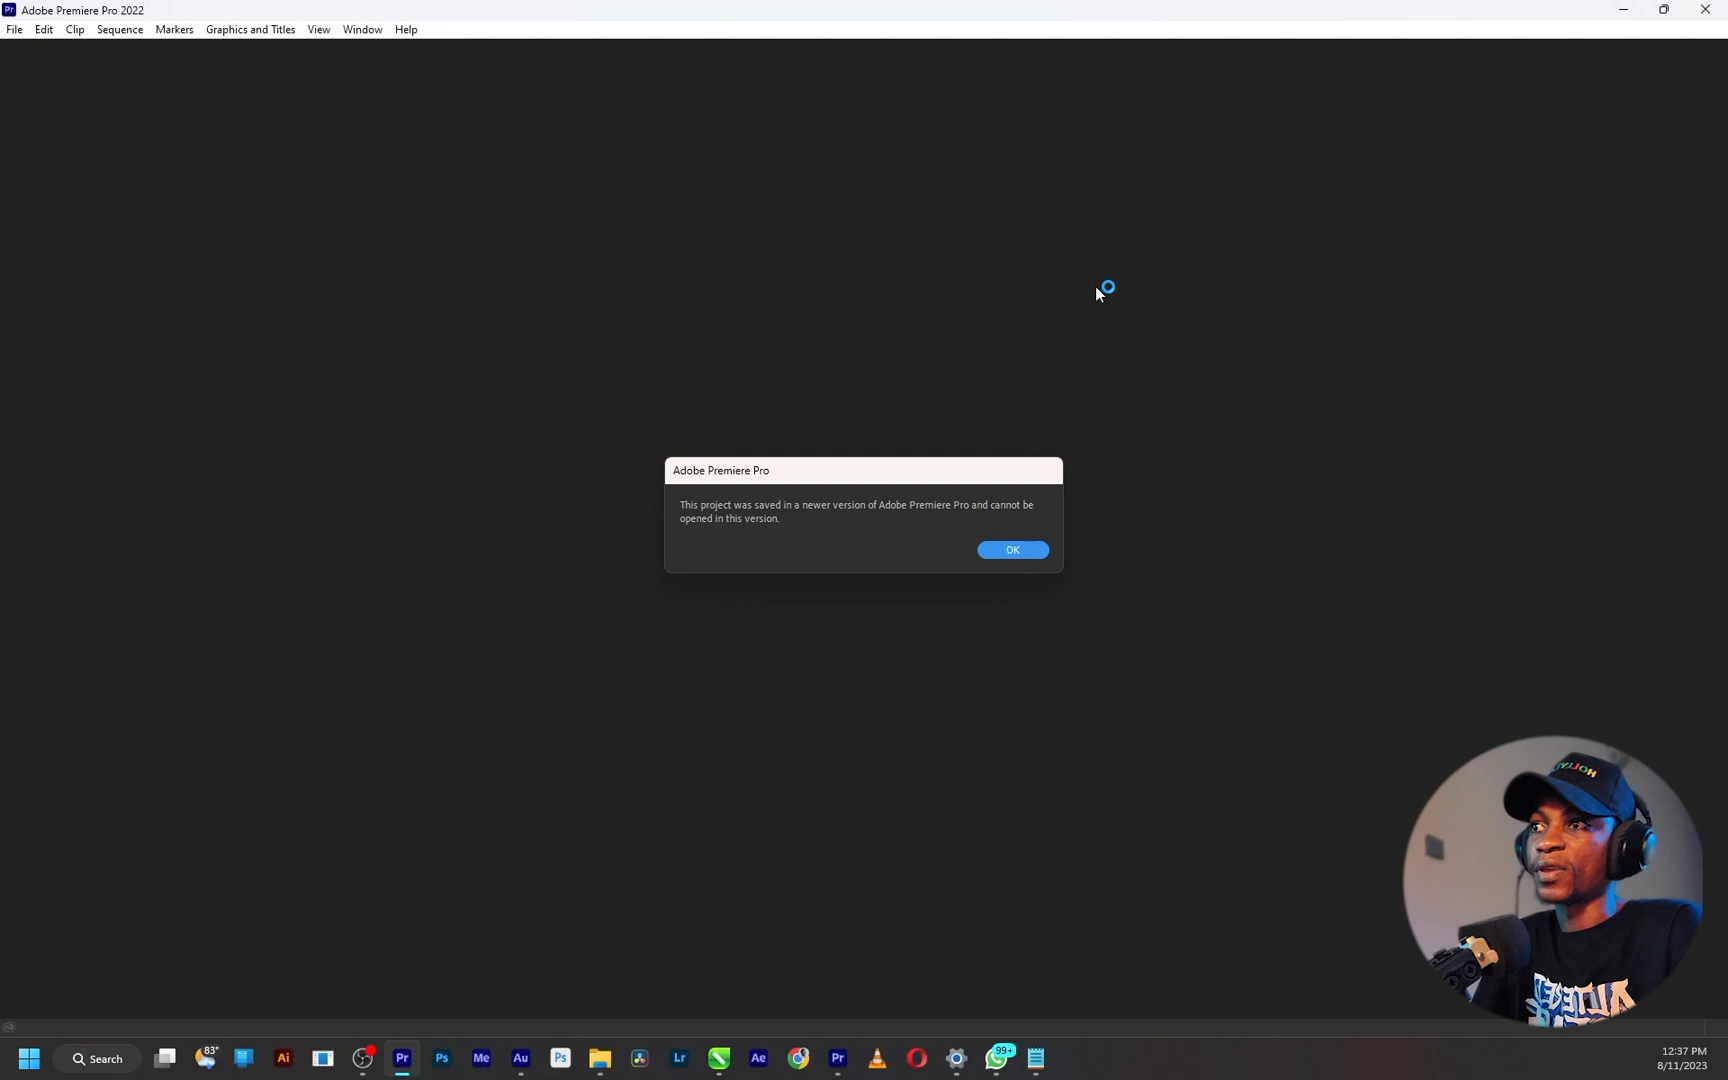 Pr Adobe Premiere Pro 2022
File Edit Clip Sequence Markers Graphics and Titles View Window Help
Adobe Premiere Pro
This project was saved in a newer version of Adobe Premiere Pro and cannot be
opened in this version.
OK
Search 83° Ai Pr Ps Me Au Ps Lr Ae Pr 99+
12:37 PM
8/11/2023